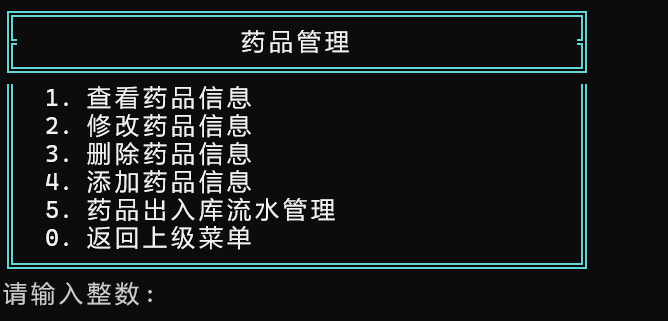 药品管理
1. 查看药品信息
2. 修改药品信息
3. 删除药品信息
4. 添加药品信息
5. 药品出入库流水管理
0. 返回上级菜单
请输入整数: